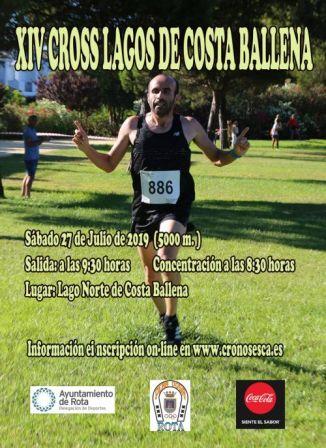 XIV CROSS LAGOS DE COSTA BALLENA
886
Sábado 27 de Julio de 2019 (5000 m.)
Salida: a las 9:30 horas Concentración a las 8:30 horas
Lugar: Lago Norte de Costa Ballena
Información ei nscripción on-line en www.cronosesca.es
Ayuntamiento
de Rota
Delegación de Deportes
ROTA
Coca-Cola
SIENTE EL SABOR